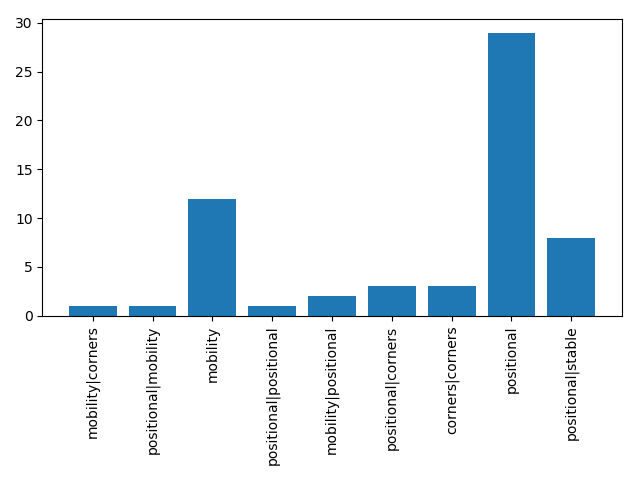 30
25
20
15
10
5
0
mobility|corners
positional|mobility
mobility
positional|positional
mobility|positional
positional|corners
corners|corners
positional
positional|stable